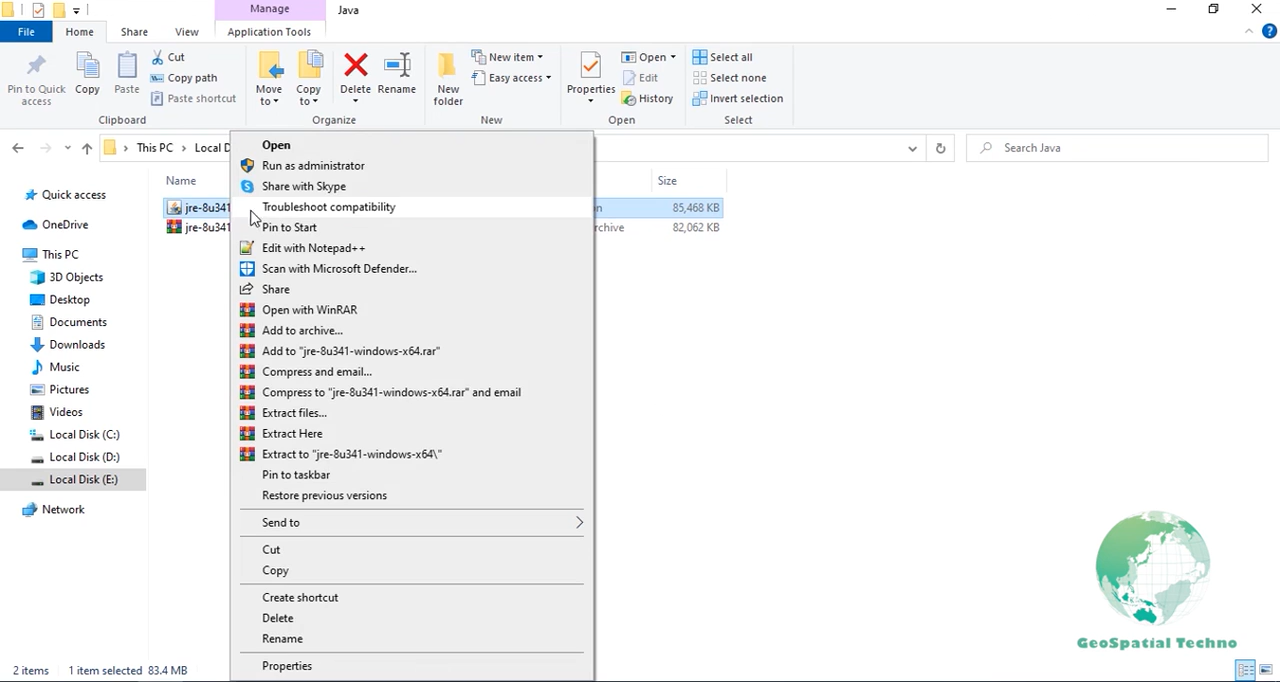 Manage
Java
File
Home
Share
View
Application Tools
Pin to Quick access
Copy
Paste
Cut
Copy path
Paste shortcut
Clipboard
Move to
Copy to
Delete
Rename
Organize
New folder
New item
Easy access
New
Properties
Open
Edit
History
Open
Select all
Select none
Invert selection
Select
This PC
Local D
Search Java
Name
Size
jre-8u341
85,468 KB
jre-8u341
82,062 KB
Quick access
OneDrive
This PC
3D Objects
Desktop
Documents
Downloads
Music
Pictures
Videos
Local Disk (C:)
Local Disk (D:)
Local Disk (E:)
Network
Open
Run as administrator
Share with Skype
Troubleshoot compatibility
Pin to Start
Edit with Notepad++
Scan with Microsoft Defender...
Share
Open with WinRAR
Add to archive...
Add to "jre-8u341-windows-x64.rar"
Compress and email...
Compress to "jre-8u341-windows-x64.rar" and email
Extract files...
Extract Here
Extract to "jre-8u341-windows-x64\"
Pin to taskbar
Restore previous versions
Send to
Cut
Copy
Create shortcut
Delete
Rename
Properties
GeoSpatial Techno
2 items
1 item selected 83.4 MB